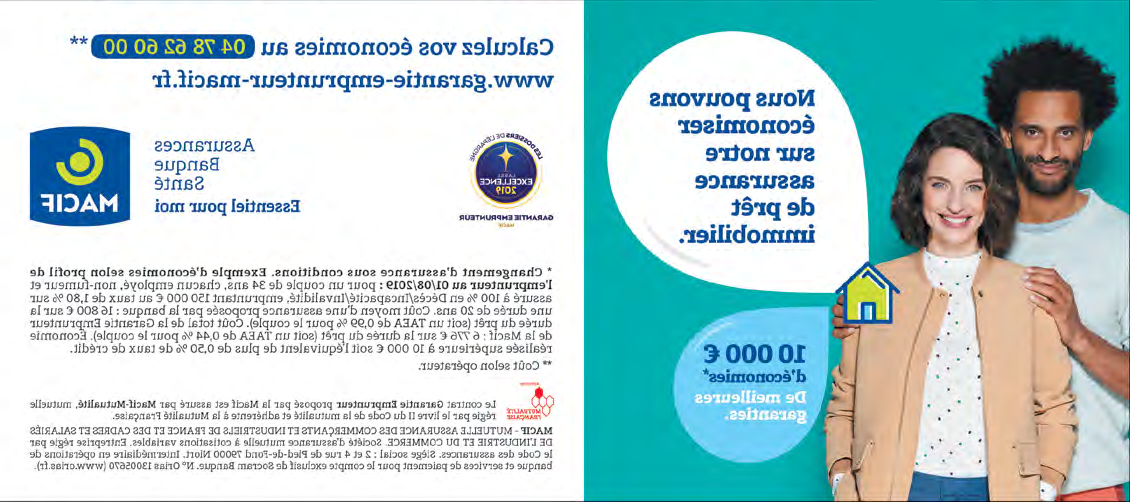 Nous pouvons
économiser
sur notre
assurance
de prêt
immobilier.
10 000 €
d'économies*
De meilleures
garanties.
Calculez vos économies au 04 78 62 60 00 **
www.garantie-emprunteur-macif.fr
LES DOSSIERS DE L'ÉPARGNE
LABEL
EXCELLENCE
2019
GARANTIE EMPRUNTEUR
MACIF
Assurances
Banque
Santé
Essentiel pour moi
MACIF
* Changement d'assurance sous conditions. Exemple d'économies selon profil de
l'emprunteur au 01/08/2019 : pour un couple de 34 ans, chacun employé, non-fumeur et
assuré à 100 % en Décès/Incapacité/Invalidité, empruntant 150 000 € au taux de 1,80 % sur
une durée de 20 ans. Coût moyen d'une assurance proposée par la banque : 16 800 € sur la
durée du prêt (soit un TAEA de 0,99 % pour le couple). Coût total de la Garantie Emprunteur
de la Macif : 6 776 € sur la durée du prêt (soit un TAEA de 0,44 % pour le couple). Économie
réalisée supérieure à 10 000 € soit l'équivalent de plus de 0,50 % de taux de crédit.
** Coût selon opérateur.
MUTUALITÉ
FRANÇAISE
Le contrat Garantie Emprunteur proposé par la Macif est assuré par Macif-Mutualité, mutuelle
régie par le livre II du Code de la mutualité et adhérente à la Mutualité Française.
MACIF - MUTUELLE ASSURANCE DES COMMERÇANTS ET INDUSTRIELS DE FRANCE ET DES CADRES ET SALARIÉS
DE L'INDUSTRIE ET DU COMMERCE. Société d'assurance mutuelle à cotisations variables. Entreprise régie par
le Code des assurances. Siège social : 2 et 4 rue de Pied-de-Fond 79000 Niort. Intermédiaire en opérations de
banque et services de paiement pour le compte exclusif de Socram Banque. N° Orias 13005670 (www.orias.fr).